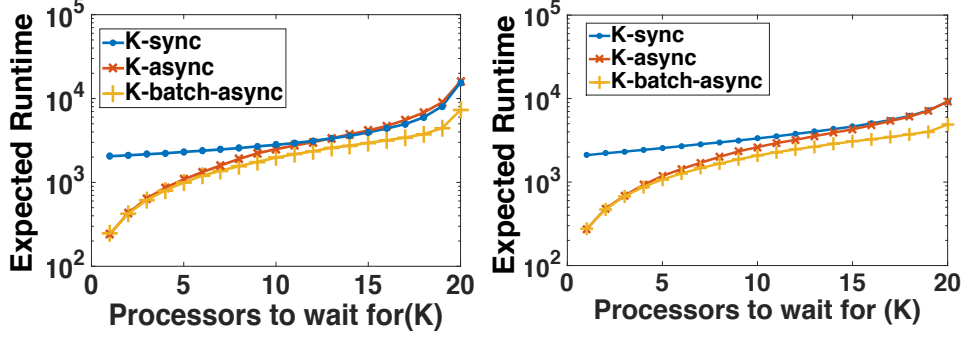 Expected Runtime
10^5
10^4
10^3
10^2
K-sync
K-async
K-batch-async
0 5 10 15 20
Processors to wait for(K)
Expected Runtime
10^5
10^4
10^3
10^2
K-sync
K-async
K-batch-async
0 5 10 15 20
Processors to wait for (K)